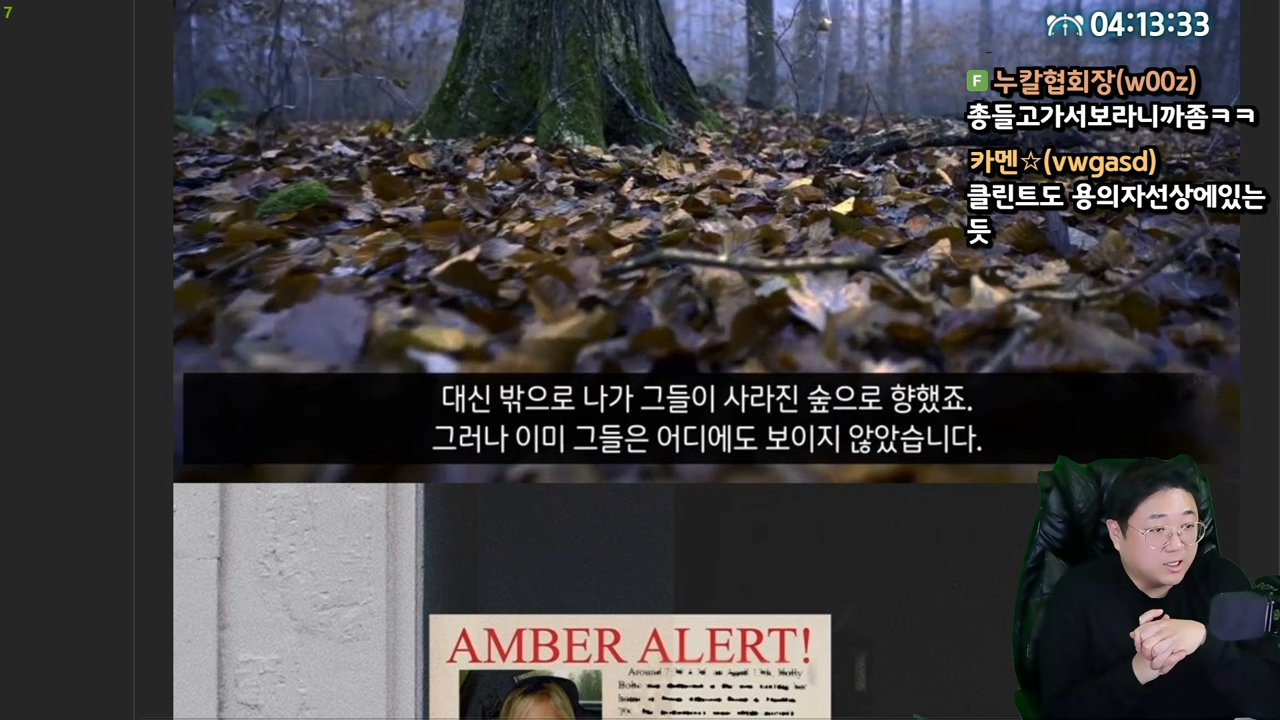 7
04:13:33
F 누칼협회장(w00z)
총들고가서보라니까좀ㅋㅋ
카멘☆(vwgasd)
클린트도 용의자선상에있는
듯
대신 밖으로 나가 그들이 사라진 숲으로 향했죠.
그러나 이미 그들은 어디에도 보이지 않았습니다.
AMBER ALERT!
Around Holly
Bobo